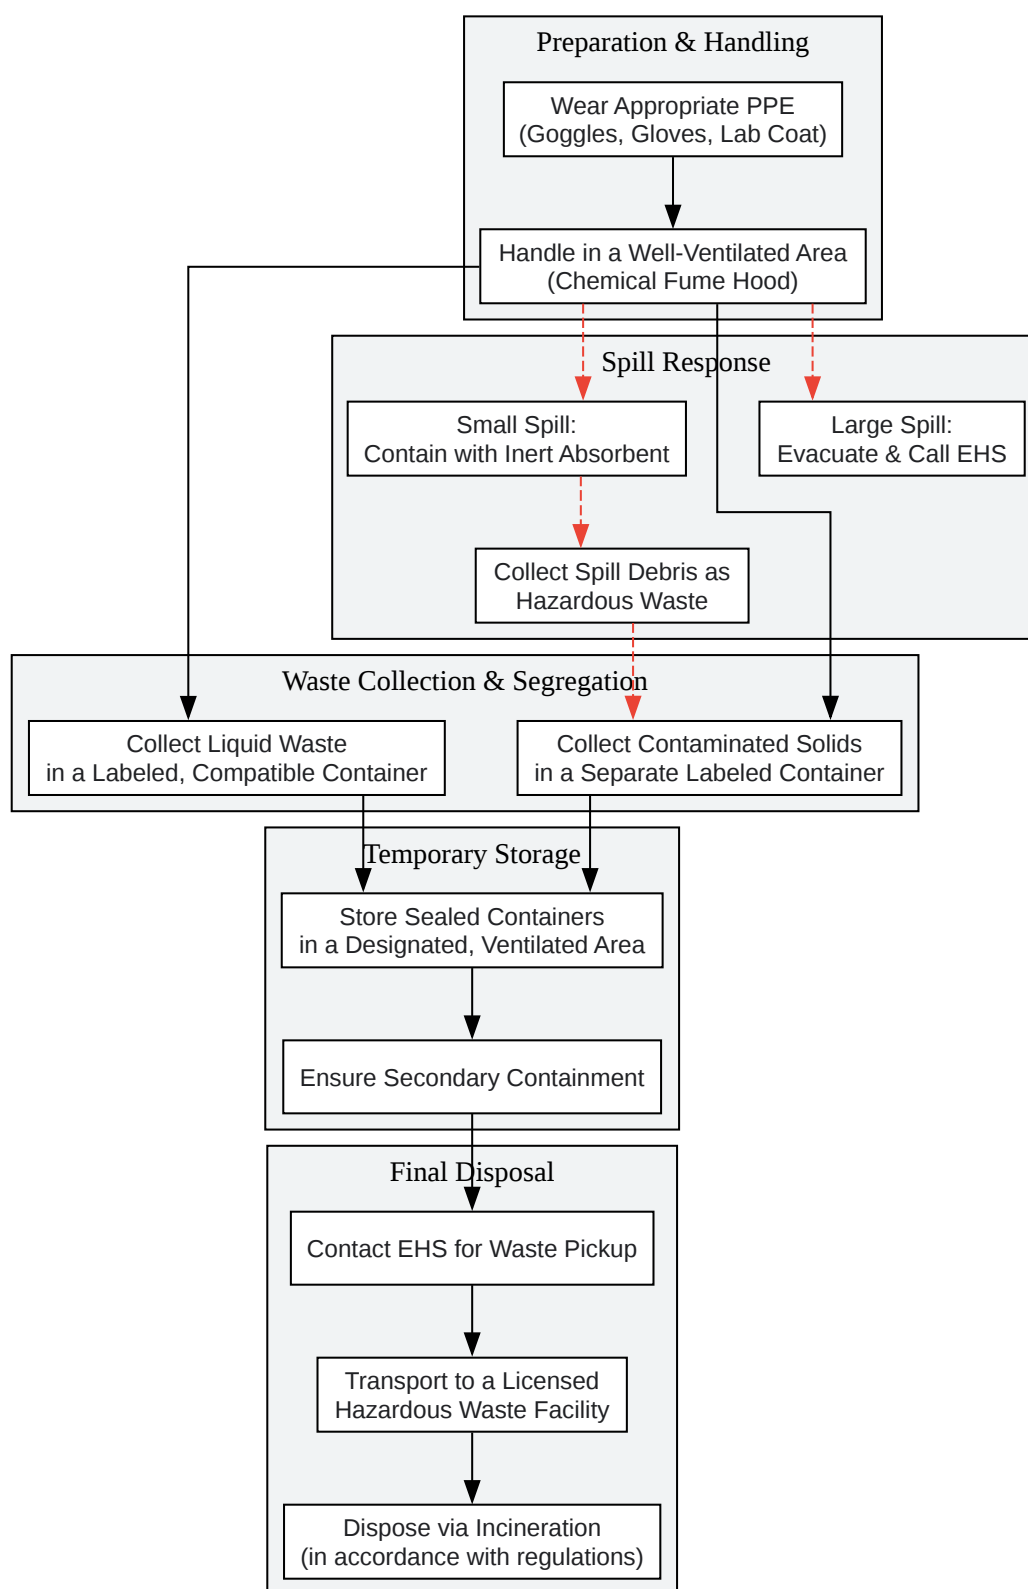 Preparation & Handling
Wear Appropriate PPE
(Goggles, Gloves, Lab Coat)
Handle in a Well-Ventilated Area
(Chemical Fume Hood)
Spill Response
Small Spill:
Contain with Inert Absorbent
Large Spill:
Evacuate & Call EHS
Collect Spill Debris as
Hazardous Waste
Waste Collection & Segregation
Collect Liquid Waste
in a Labeled, Compatible Container
Collect Contaminated Solids
in a Separate Labeled Container
Temporary Storage
Store Sealed Containers
in a Designated, Ventilated Area
Ensure Secondary Containment
Final Disposal
Contact EHS for Waste Pickup
Transport to a Licensed
Hazardous Waste Facility
Dispose via Incineration
(in accordance with regulations)